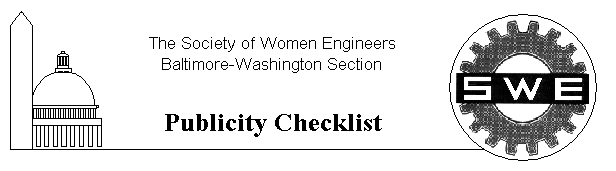 The Society of Women Engineers
Baltimore-Washington Section
Publicity Checklist
SWE